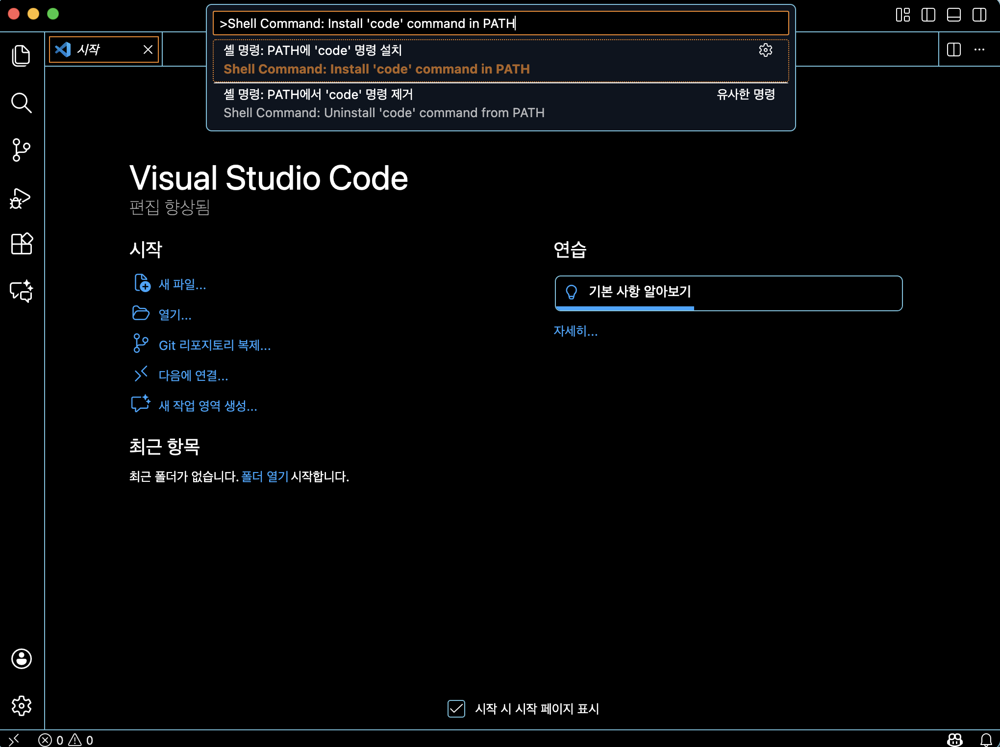 >Shell Command: Install 'code' command in PATH
셸 명령: PATH에 'code' 명령 설치
Shell Command: Install 'code' command in PATH
셸 명령: PATH에서 'code' 명령 제거
유사한 명령
Shell Command: Uninstall 'code' command from PATH
시작
Visual Studio Code
편집 향상됨
시작
새 파일...
열기...
Git 리포지토리 복제...
다음에 연결...
새 작업 영역 생성...
최근 항목
최근 폴더가 없습니다. 폴더 열기 시작합니다.
연습
기본 사항 알아보기
자세히...
시작 시 시작 페이지 표시
0 0